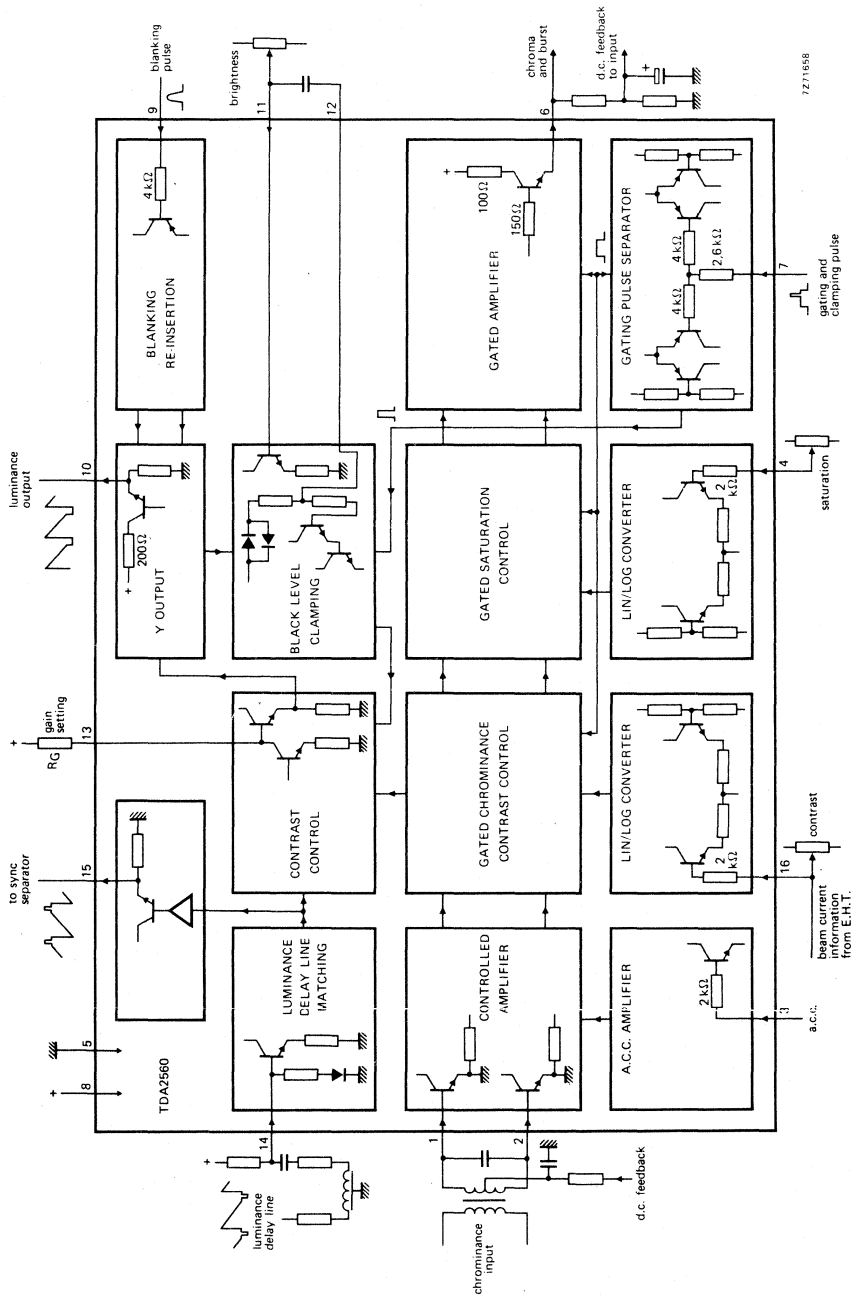 blanking
pulse
9
brightness
11
12
chroma
and burst
6
d.c. feedback
to input
7Z71658
4 kΩ
BLANKING
RE-INSERTION
100Ω
150Ω
GATED AMPLIFIER
GATING PULSE SEPARATOR
4 kΩ
4 kΩ
2,6 kΩ
7
gating and
clamping pulse
luminance
output
10
+
200Ω
Y OUTPUT
BLACK LEVEL
CLAMPING
GATED SATURATION
CONTROL
LIN/LOG CONVERTER
2
kΩ
4
saturation
+
RG
gain
setting
13
CONTRAST
CONTROL
GATED CHROMINANCE
CONTRAST CONTROL
LIN/LOG CONVERTER
2
kΩ
16
contrast
beam current
information
from E.H.T.
to sync
separator
15
5
+
8
TDA2560
LUMINANCE
DELAY LINE
MATCHING
CONTROLLED
AMPLIFIER
A.C.C. AMPLIFIER
2 kΩ
3
a.c.c.
14
+
luminance
delay line
1
2
chrominance
input
d.c. feedback
+
+